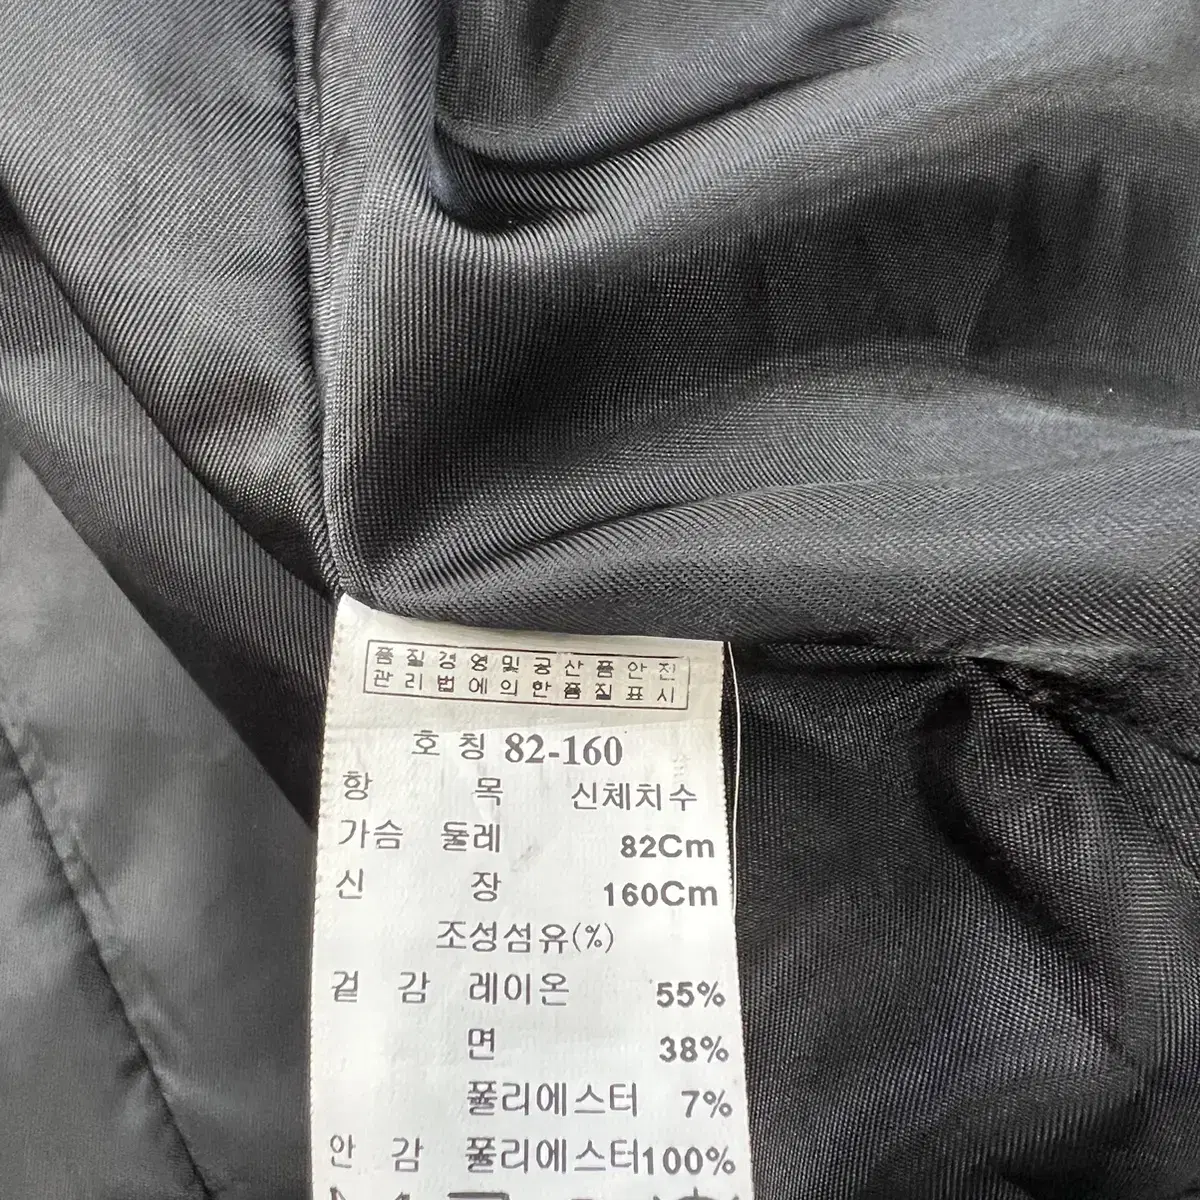 품질경영및공산품안진
관리법에의한품질표시
호 칭 82-160
항 목 신체치수
가슴 둘레 82Cm
신 장 160Cm
조성섬유(%)
겉 감 레이온 55%
면 38%
폴리에스터 7%
안 감 폴리에스터100%